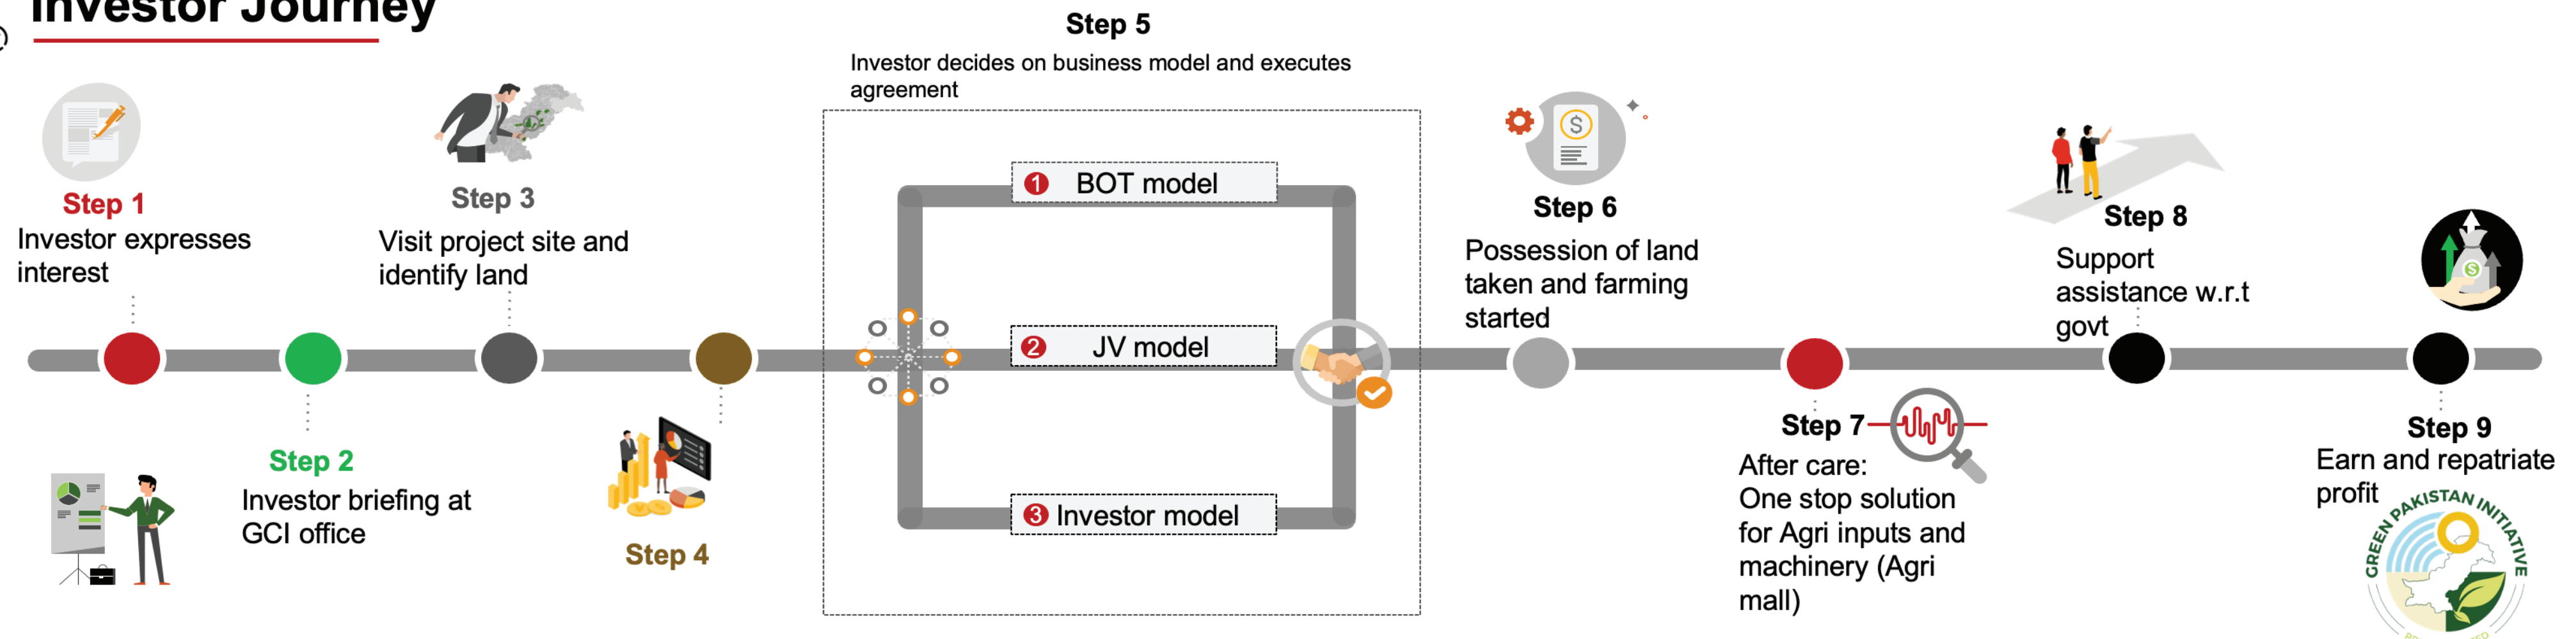 Investor Journey
Step 1
Investor expresses
interest
Step 2
Investor briefing at
GCI office
Step 3
Visit project site and
identify land
Step 4
Step 5
Investor decides on business model and executes
agreement
1 BOT model
2 JV model
3 Investor model
Step 6
Possession of land
taken and farming
started
Step 7
After care:
One stop solution
for Agri inputs and
machinery (Agri
mall)
Step 8
Support
assistance w.r.t
govt
Step 9
Earn and repatriate
profit
GREEN PAKISTAN INITIATIVE